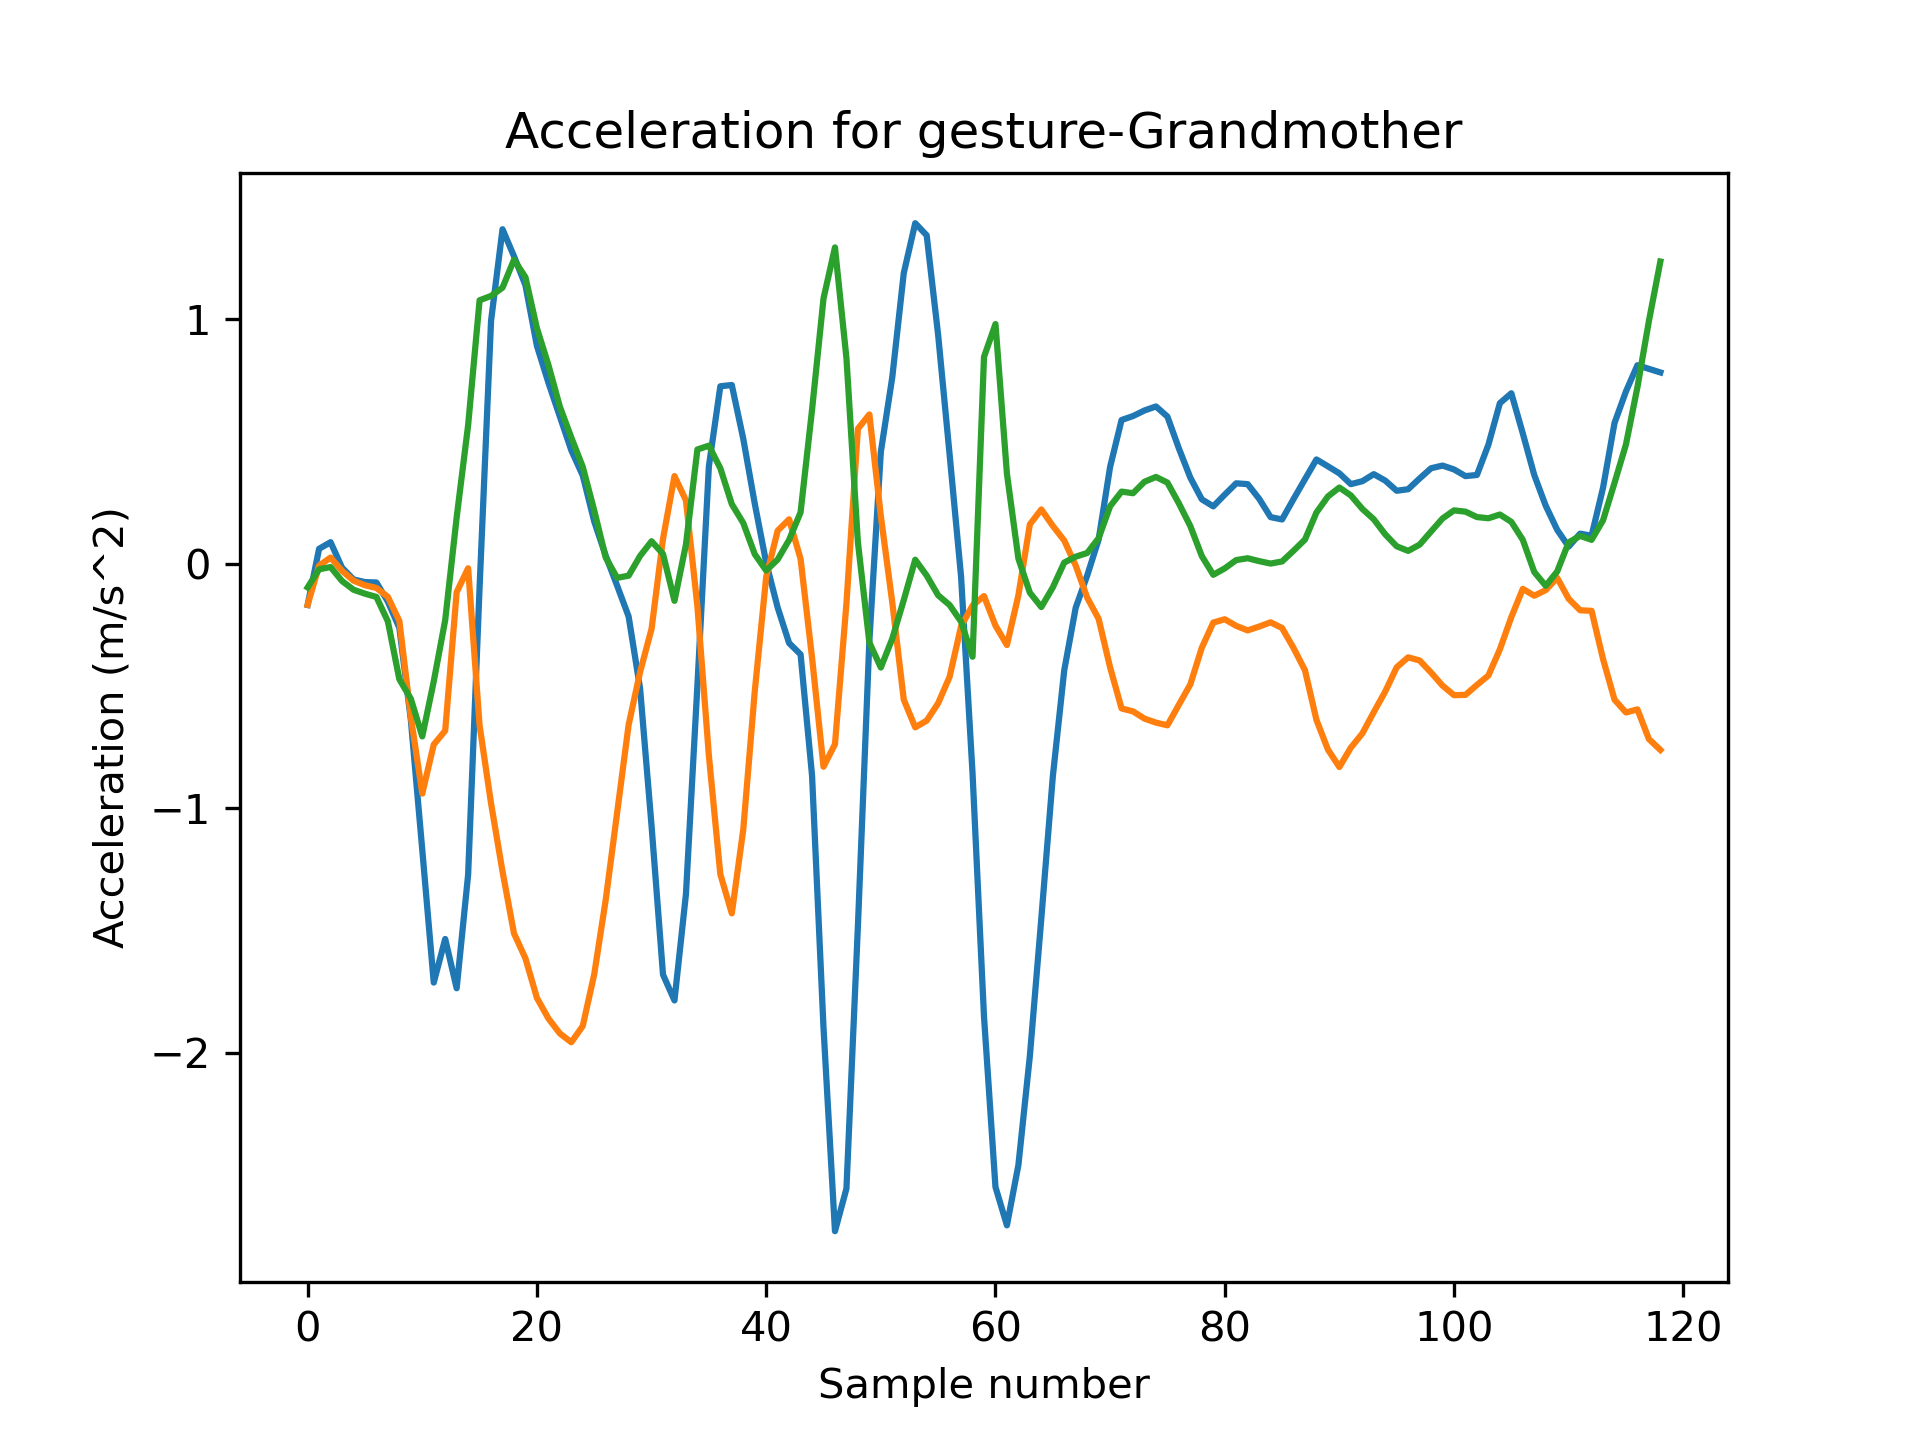 Acceleration for gesture-Grandmother
Acceleration (m/s^2)
1
0
−1
−2
0 20 40 60 80 100 120
Sample number